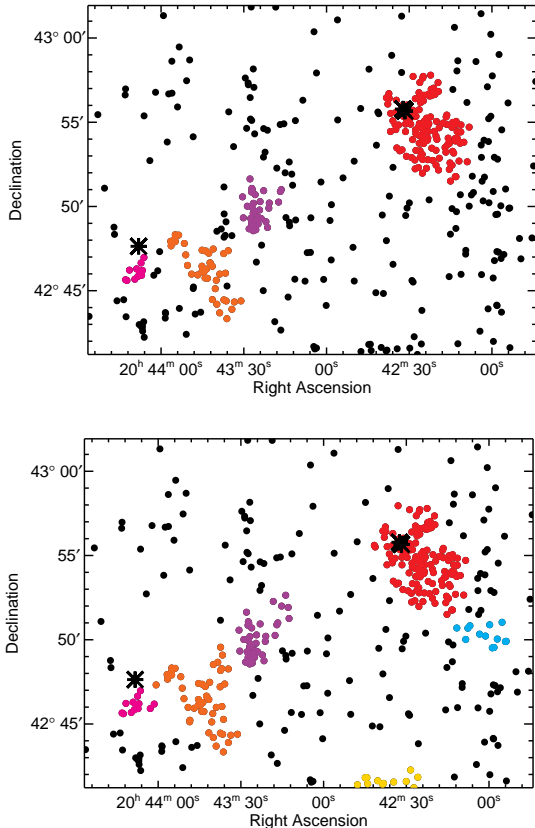 43° 00′
55′
50′
42° 45′
Declination
20ʰ 44ᵐ 00ˢ
43ᵐ 30ˢ
00ˢ
42ᵐ 30ˢ
00ˢ
Right Ascension
43° 00′
55′
50′
42° 45′
Declination
20ʰ 44ᵐ 00ˢ
43ᵐ 30ˢ
00ˢ
42ᵐ 30ˢ
00ˢ
Right Ascension